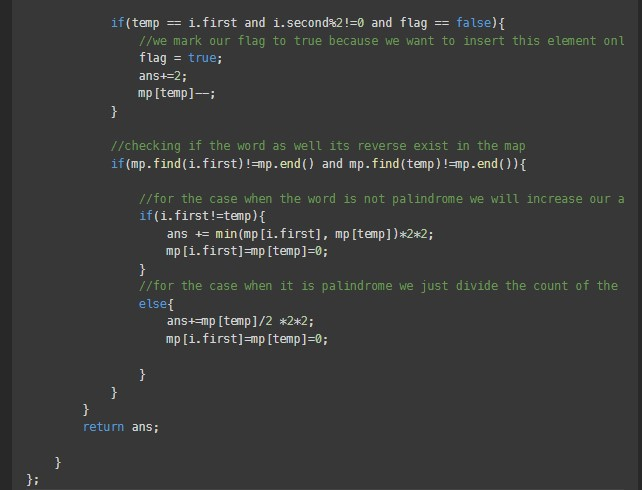 if(temp == i.first and i.second%2!=0 and flag == false){
//we mark our flag to true because we want to insert this element onl
flag = true;
ans+=2;
mp[temp]--;
}
//checking if the word as well its reverse exist in the map
if(mp.find(i.first)!=mp.end() and mp.find(temp)!=mp.end()){
//for the case when the word is not palindrome we will increase our a
if(i.first!=temp){
ans += min(mp[i.first], mp[temp])*2*2;
mp[i.first]=mp[temp]=0;
}
//for the case when it is palindrome we just divide the count of the
else{
ans+=mp[temp]/2 *2*2;
mp[i.first]=mp[temp]=0;
}
}
}
return ans;
}
};